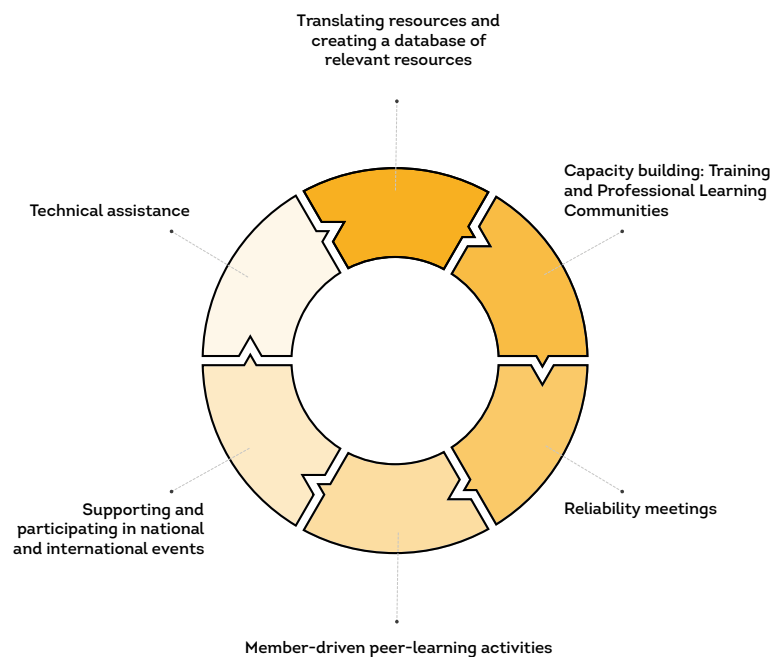 Translating resources and
creating a database of
relevant resources
Capacity building: Training
and Professional Learning
Communities
Technical assistance
Reliability meetings
Supporting and
participating in national
and international events
Member-driven peer-learning activities